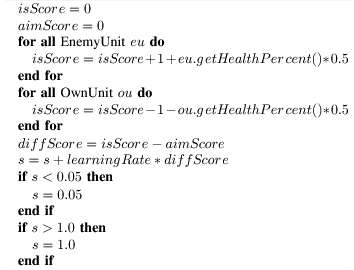 isScore = 0
aimScore = 0
for all EnemyUnit eu do
isScore = isScore+1+eu.getHealthPercent()*0.5
end for
for all OwnUnit ou do
isScore = isScore−1−ou.getHealthPercent()*0.5
end for
diffScore = isScore − aimScore
s = s + learningRate * diffScore
if s < 0.05 then
s = 0.05
end if
if s > 1.0 then
s = 1.0
end if